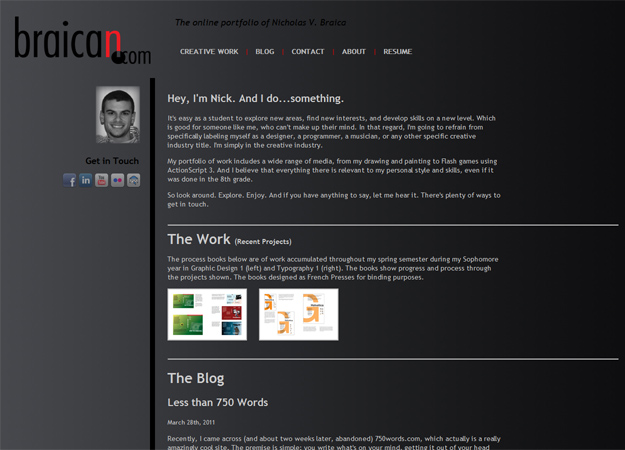 braican.com
The online portfolio of Nicholas V. Braica
CREATIVE WORK | BLOG | CONTACT | ABOUT | RESUME
Get in Touch
Hey, I'm Nick. And I do...something.
It's easy as a student to explore new areas, find new interests, and develop skills on a new level. Which
is good for someone like me, who can't make up their mind. In that regard, I'm going to refrain from
specifically labeling myself as a designer, a programmer, a musician, or any other specific creative
industry title. I'm simply in the creative industry.
My portfolio of work includes a wide range of media, from my drawing and painting to Flash games using
ActionScript 3. And I believe that everything there is relevant to my personal style and skills, even if it
was done in the 8th grade.
So look around. Explore. Enjoy. And if you have anything to say, let me hear it. There's plenty of ways to
get in touch.
The Work (Recent Projects)
The process books below are of work accumulated throughout my spring semester during my Sophomore
year in Graphic Design 1 (left) and Typography 1 (right). The books show progress and process through
the projects shown. The books designed as French Presses for binding purposes.
The Blog
Less than 750 Words
March 28th, 2011
Recently, I came across (and about two weeks later, abandoned) 750words.com, which actually is a really
amazingly cool site. The premise is simple: you write what's on your mind, getting it out of your head